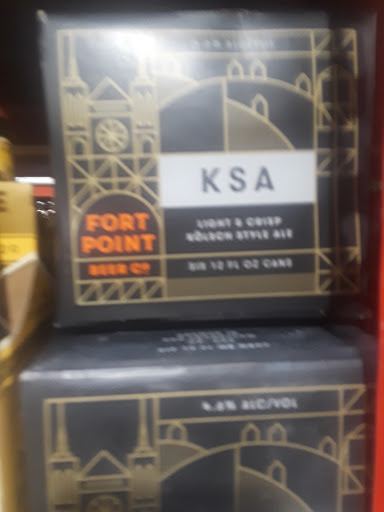 KSA
LIGHT & CRISP
KÖLSCH STYLE ALE
FORT
POINT
BEER CO
SIX 12 FL OZ CANS
4.6% ALC/VOL